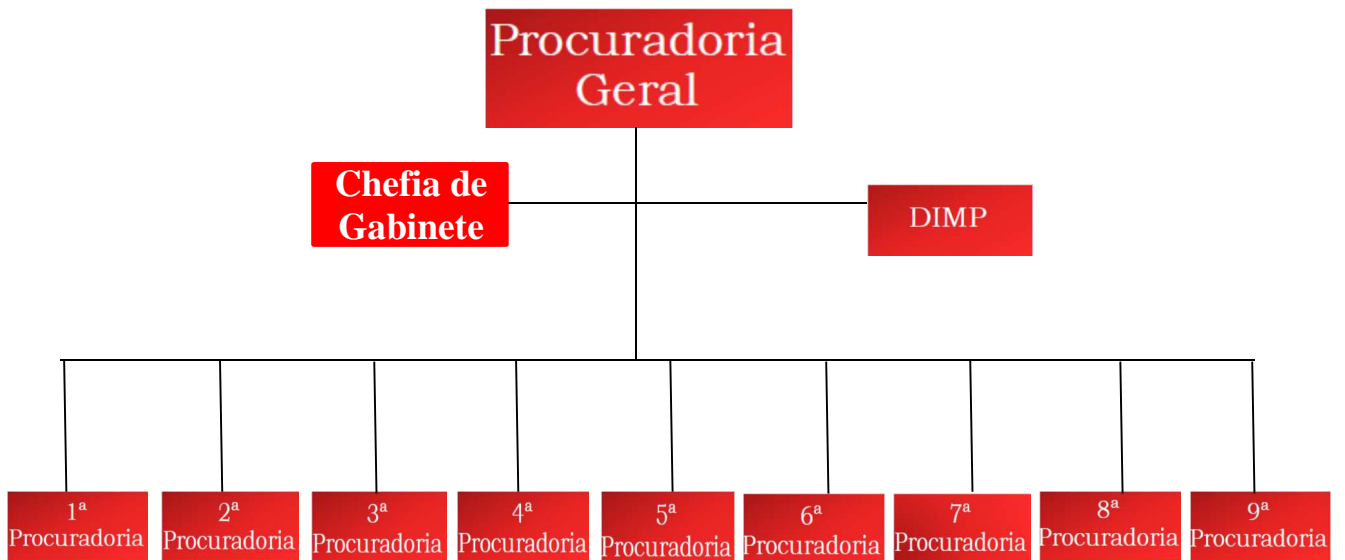 Procuradoria
Geral
Chefia de
Gabinete
DIMP
1ª
Procuradoria
2ª
Procuradoria
3ª
Procuradoria
4ª
Procuradoria
5ª
Procuradoria
6ª
Procuradoria
7ª
Procuradoria
8ª
Procuradoria
9ª
Procuradoria